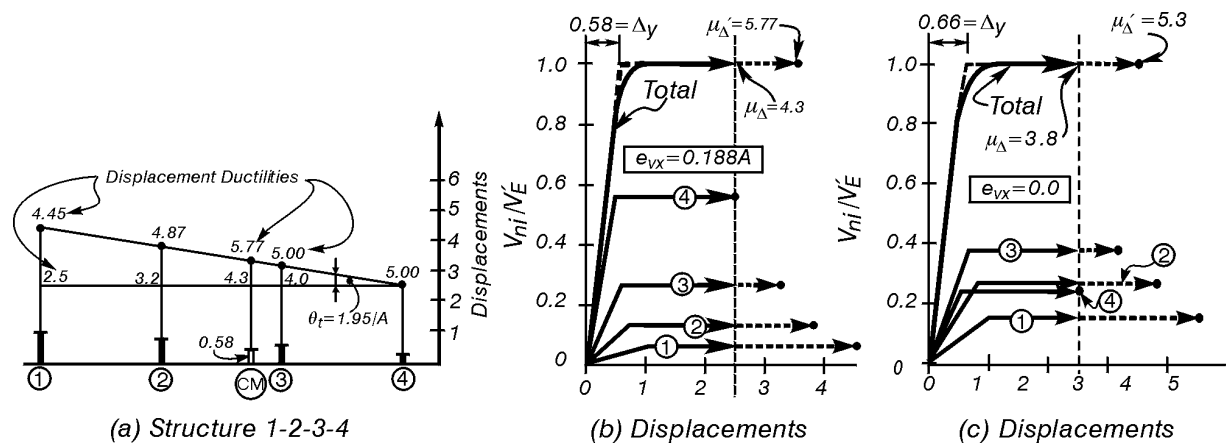 Displacement Ductilities
4.45
4.87
5.77
5.00
5.00
2.5
3.2
4.3
4.0
θt=1.95/A
0.58
1
2
CM
3
4
6
5
4
3
2
1
Displacements
(a) Structure 1-2-3-4
0.58=Δy
μ΄Δ=5.77
1.0
0.8
0.6
0.4
0.2
0
Vni/V΄E
Total
μΔ=4.3
evx=0.188A
4
3
2
1
0 1 2 3 4
(b) Displacements
0.66=Δy
μ΄Δ=5.3
1.0
0.8
0.6
0.4
0.2
0
Vni/V΄E
Total
μΔ=3.8
evx=0.0
3
2
4
1
0 1 2 3 4 5
(c) Displacements